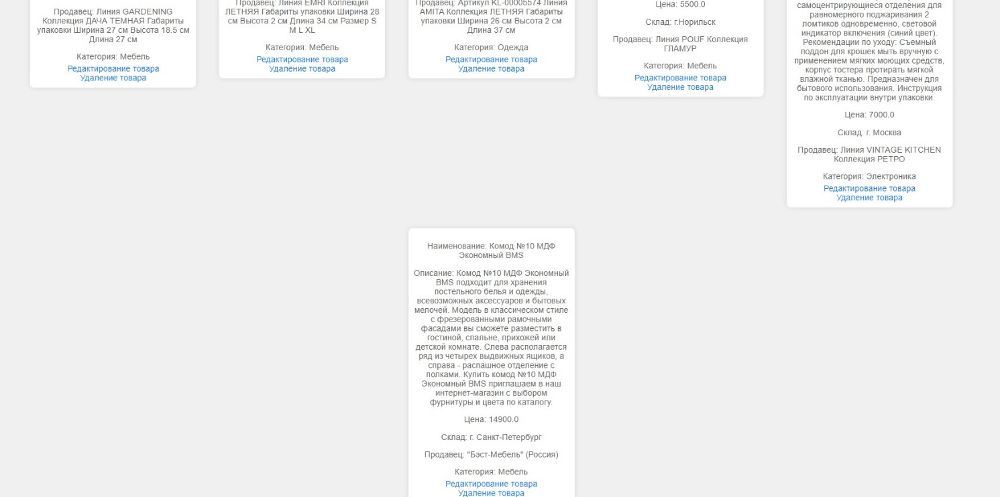 Продавец: Линия GARDENING
Коллекция ДАЧА ТЕМНАЯ Габариты
упаковки Ширина 27 см Высота 18.5 см
Длина 27 см
Категория: Мебель
Редактирование товара
Удаление товара
Продавец: Линия EMRI Коллекция
ЛЕТНЯЯ Габариты упаковки Ширина 28
см Высота 2 см Длина 34 см Размер S
M L XL
Категория: Мебель
Редактирование товара
Удаление товара
Продавец: Артикул KL-00005574 Линия
AMITA Коллекция ЛЕТНЯЯ Габариты
упаковки Ширина 26 см Высота 2 см
Длина 37 см
Категория: Одежда
Редактирование товара
Удаление товара
Цена: 5500.0
Склад: г.Норильск
Продавец: Линия POUF Коллекция
ГЛАМУР
Категория: Мебель
Редактирование товара
Удаление товара
самоцентрирующиеся отделения для
равномерного поджаривания 2
ломтиков одновременно, световой
индикатор включения (синий цвет).
Рекомендации по уходу: Съемный
поддон для крошек мыть вручную с
применением мягких моющих средств,
корпус тостера протирать мягкой
влажной тканью. Предназначен для
бытового использования. Инструкция
по эксплуатации внутри упаковки.
Цена: 7000.0
Склад: г. Москва
Продавец: Линия VINTAGE KITCHEN
Коллекция РЕТРО
Категория: Электроника
Редактирование товара
Удаление товара
Наименование: Комод №10 МДФ
Экономный BMS
Описание: Комод №10 МДФ Экономный
BMS подходит для хранения
постельного белья и одежды,
всевозможных аксессуаров и бытовых
мелочей. Модель в классическом стиле
с фрезерованными рамочными
фасадами вы сможете разместить в
гостиной, спальне, прихожей или
детской комнате. Слева располагается
ряд из четырех выдвижных ящиков, а
справа - распашное отделение с
полками. Купить комод №10 МДФ
Экономный BMS приглашаем в наш
интернет-магазин с выбором
фурнитуры и цвета по каталогу.
Цена: 14900.0
Склад: г. Санкт-Петербург
Продавец: "Бэст-Мебель" (Россия)
Категория: Мебель
Редактирование товара
Удаление товара